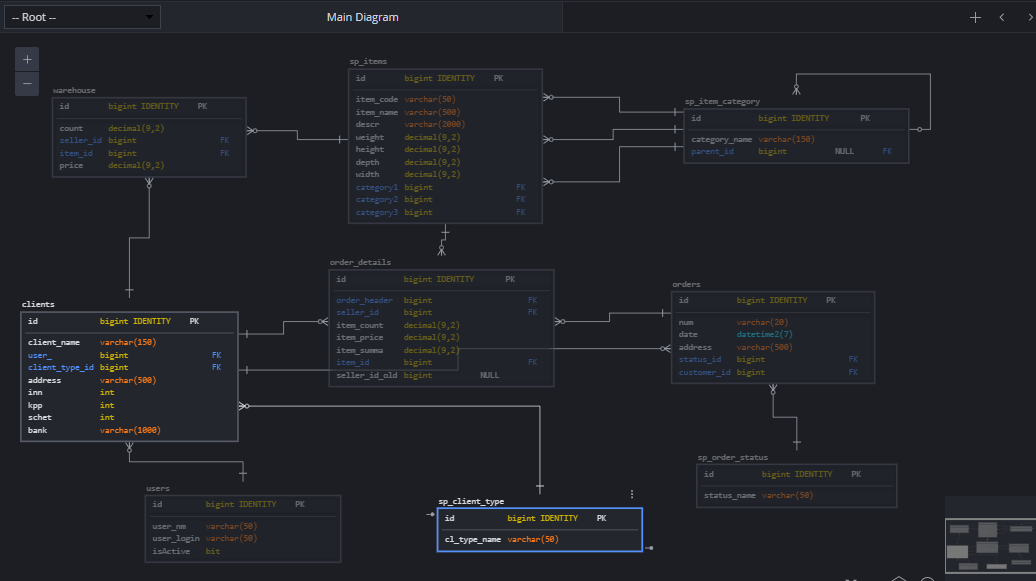 -- Root --
Main Diagram
warehouse
id bigint IDENTITY PK
count decimal(9,2)
seller_id bigint FK
item_id bigint FK
price decimal(9,2)
sp_items
id bigint IDENTITY PK
item_code varchar(50)
item_name varchar(500)
descr varchar(2000)
weight decimal(9,2)
height decimal(9,2)
depth decimal(9,2)
width decimal(9,2)
category1 bigint FK
category2 bigint FK
category3 bigint FK
sp_item_category
id bigint IDENTITY PK
category_name varchar(150)
parent_id bigint NULL FK
clients
id bigint IDENTITY PK
client_name varchar(150)
user_ bigint FK
client_type_id bigint FK
address varchar(500)
inn int
kpp int
schet int
bank varchar(1000)
order_details
id bigint IDENTITY PK
order_header bigint FK
seller_id bigint FK
item_count decimal(9,2)
item_price decimal(9,2)
item_summa decimal(9,2)
item_id bigint FK
seller_id_old bigint NULL
orders
id bigint IDENTITY PK
num varchar(20)
date datetime2(7)
address varchar(500)
status_id bigint FK
customer_id bigint FK
users
id bigint IDENTITY PK
user_nm varchar(50)
user_login varchar(50)
isActive bit
sp_client_type
id bigint IDENTITY PK
cl_type_name varchar(50)
sp_order_status
id bigint IDENTITY PK
status_name varchar(50)